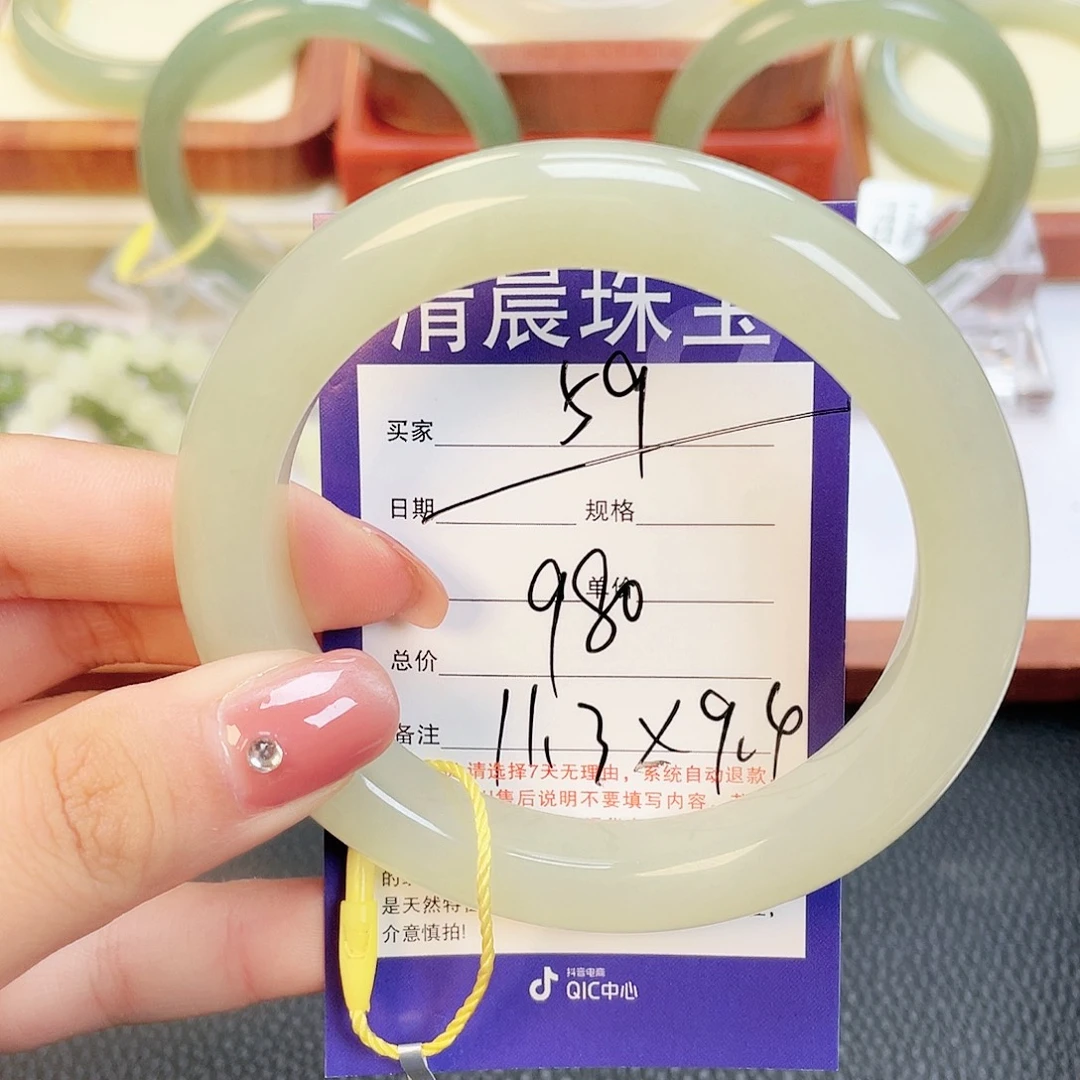 清晨珠宝
59
买家
日期 规格
980
单价
总价
11.3×9.4
备注
请选择7天无理由，系统自动退款
售后说明不要填写内容
是天然特
介意慎拍!
抖音电商
QIC中心